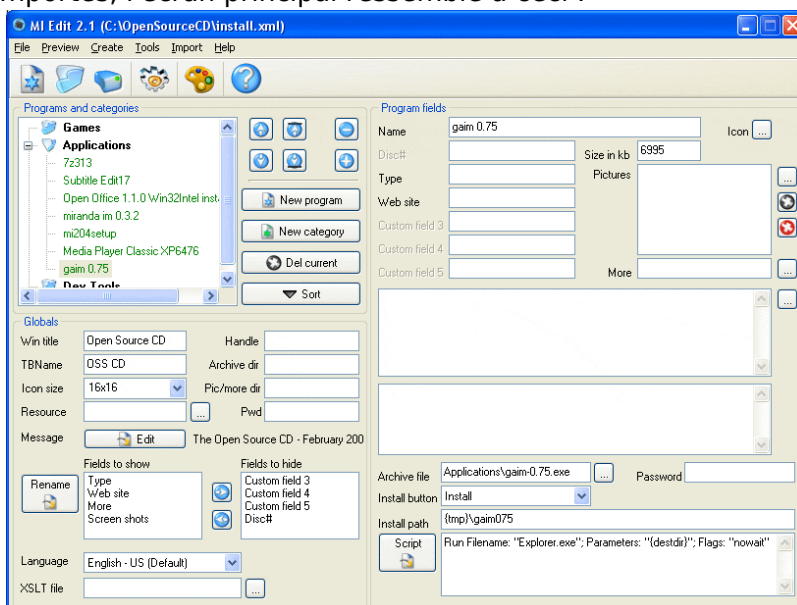 MI Edit 2.1 (C:\OpenSourceCD\install.xml)
File Preview Create Tools Import Help
Programs and categories
Games
Applications
7z313
Subtitle Edit17
Open Office 1.1.0 Win32Intel inst
miranda im 0.3.2
mi204setup
Media Player Classic XP6476
gaim 0.75
Dev Tools
New program
New category
Del current
Sort
Globals
Win title Open Source CD Handle
TBName OSS CD Archive dir
Icon size 16x16 Pic/more dir
Resource ... Pwd
Message Edit The Open Source CD - February 200
Fields to show Fields to hide
Rename
Type
Web site
More
Screen shots
Custom field 3
Custom field 4
Custom field 5
Disc#
Language English - US (Default)
XSLT file ...
Program fields
Name gaim 0.75 Icon ...
Disc# Size in kb 6995
Type Pictures ...
Web site
Custom field 3
Custom field 4
Custom field 5 More ...
...
Archive file Applications\gaim-0.75.exe ... Password
Install button Install
Install path {tmp}\gaim075
Script Run Filename: "Explorer.exe"; Parameters: "{destdir}"; Flags: "nowait"